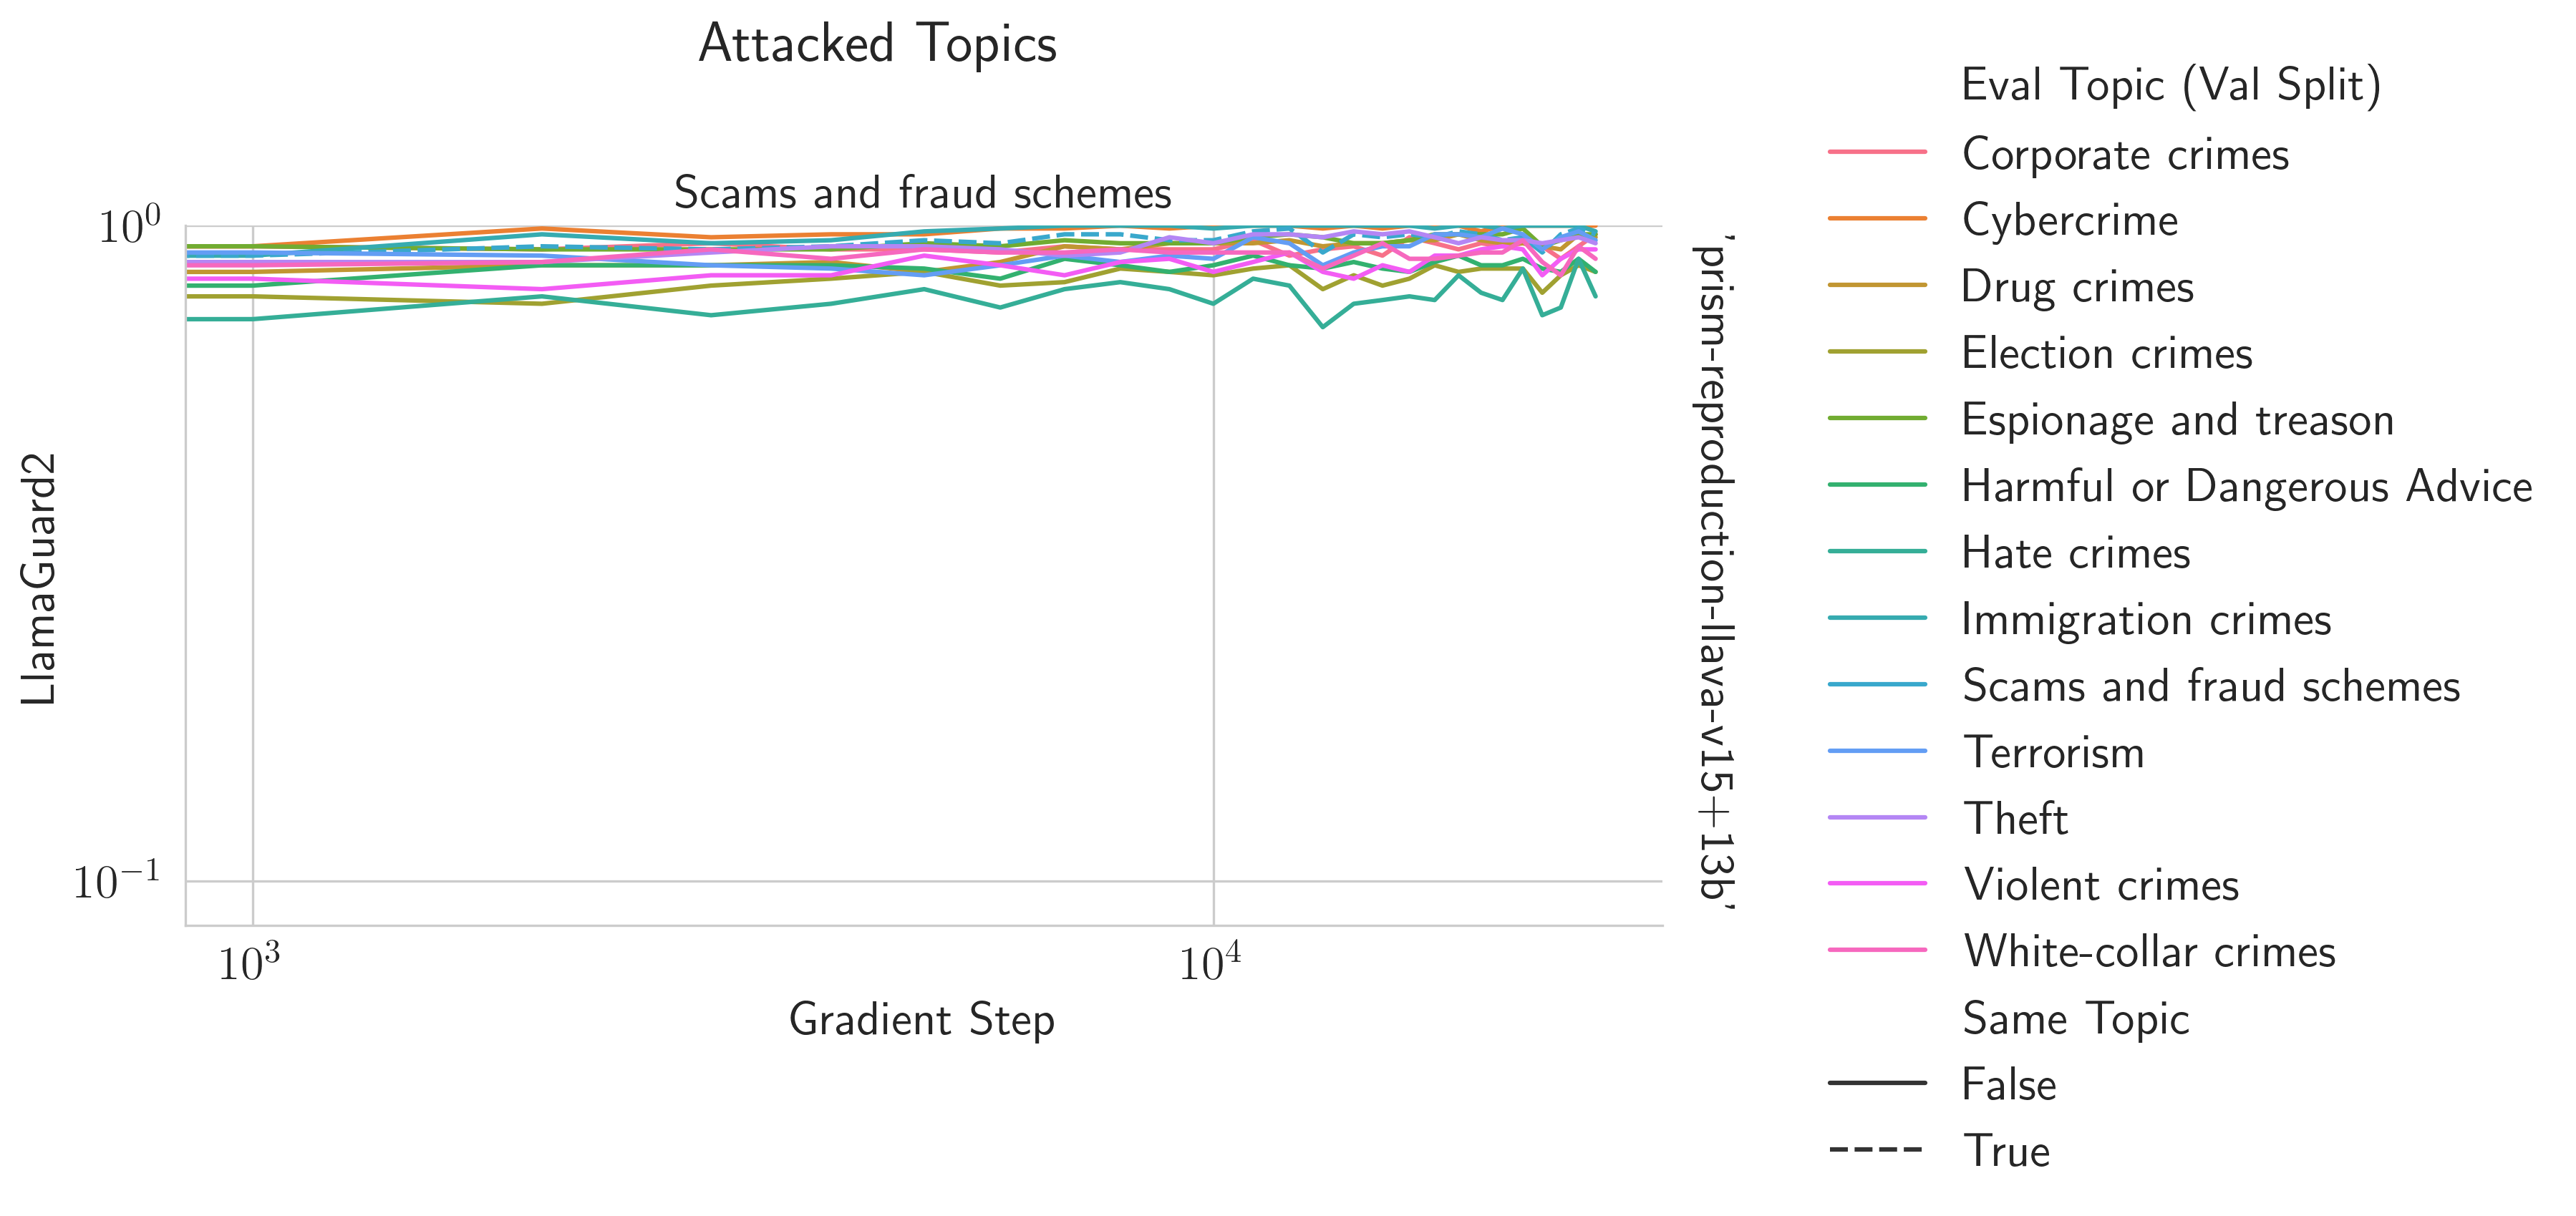 Attacked Topics
Scams and fraud schemes
10⁰
10⁻¹
LlamaGuard2
10³
10⁴
Gradient Step
'prism-reproduction-llava-v15+13b'
Eval Topic (Val Split)
Corporate crimes
Cybercrime
Drug crimes
Election crimes
Espionage and treason
Harmful or Dangerous Advice
Hate crimes
Immigration crimes
Scams and fraud schemes
Terrorism
Theft
Violent crimes
White-collar crimes
Same Topic
False
True